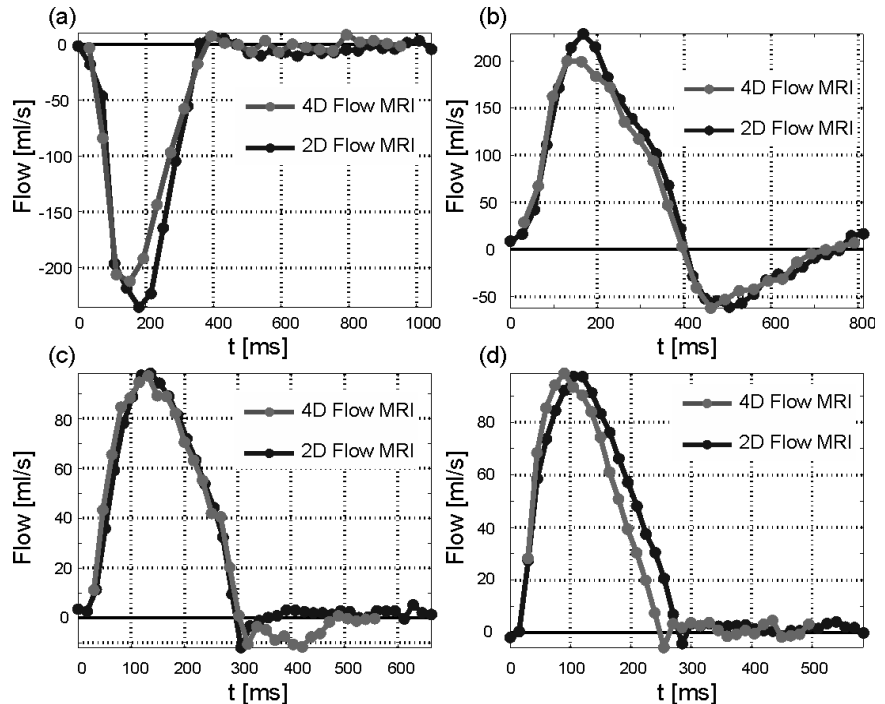 (a)
0
-50
-100
-150
-200
Flow [ml/s]
4D Flow MRI
2D Flow MRI
0 200 400 600 800 1000
t [ms]
(b)
200
150
100
50
0
-50
Flow [ml/s]
4D Flow MRI
2D Flow MRI
0 200 400 600 800
t [ms]
(c)
80
60
40
20
0
Flow [ml/s]
4D Flow MRI
2D Flow MRI
0 100 200 300 400 500 600
t [ms]
(d)
80
60
40
20
0
Flow [ml/s]
4D Flow MRI
2D Flow MRI
0 100 200 300 400 500
t [ms]